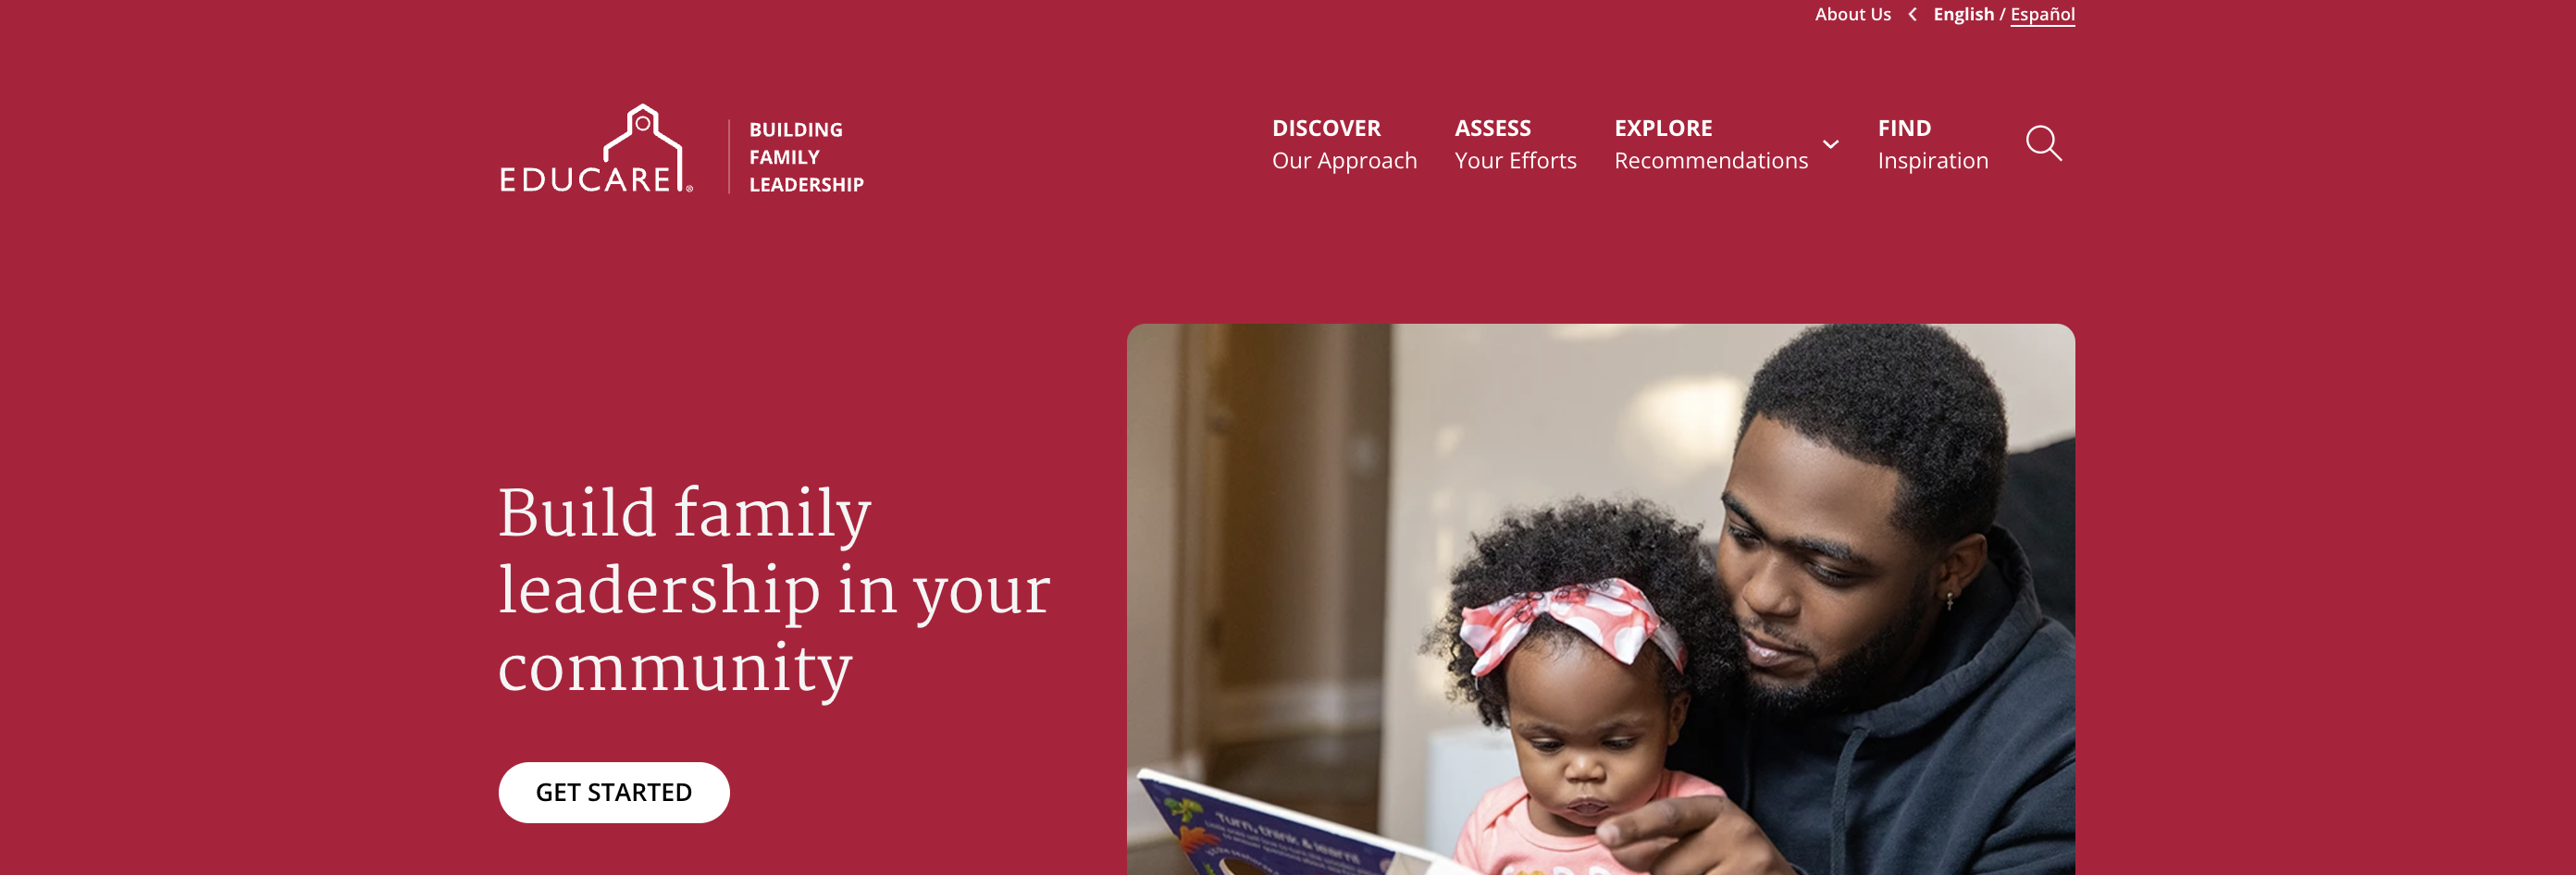 About Us English / Español
EDUCARE®
BUILDING
FAMILY
LEADERSHIP
DISCOVER
Our Approach
ASSESS
Your Efforts
EXPLORE
Recommendations
FIND
Inspiration
Build family
leadership in your
community
GET STARTED
Turn, think & learn!